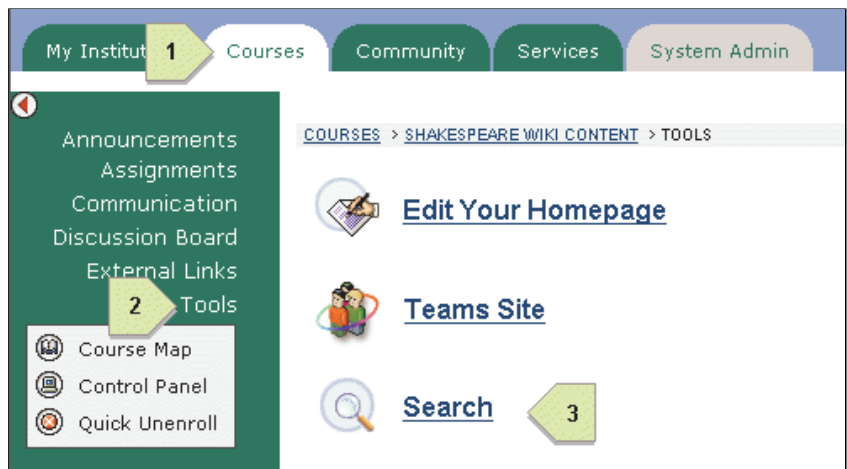 My Institut 1 Courses Community Services System Admin
COURSES > SHAKESPEARE WIKI CONTENT > TOOLS
Announcements
Assignments
Communication
Discussion Board
External Links
2 Tools
Course Map
Control Panel
Quick Unenroll
Edit Your Homepage
Teams Site
Search 3